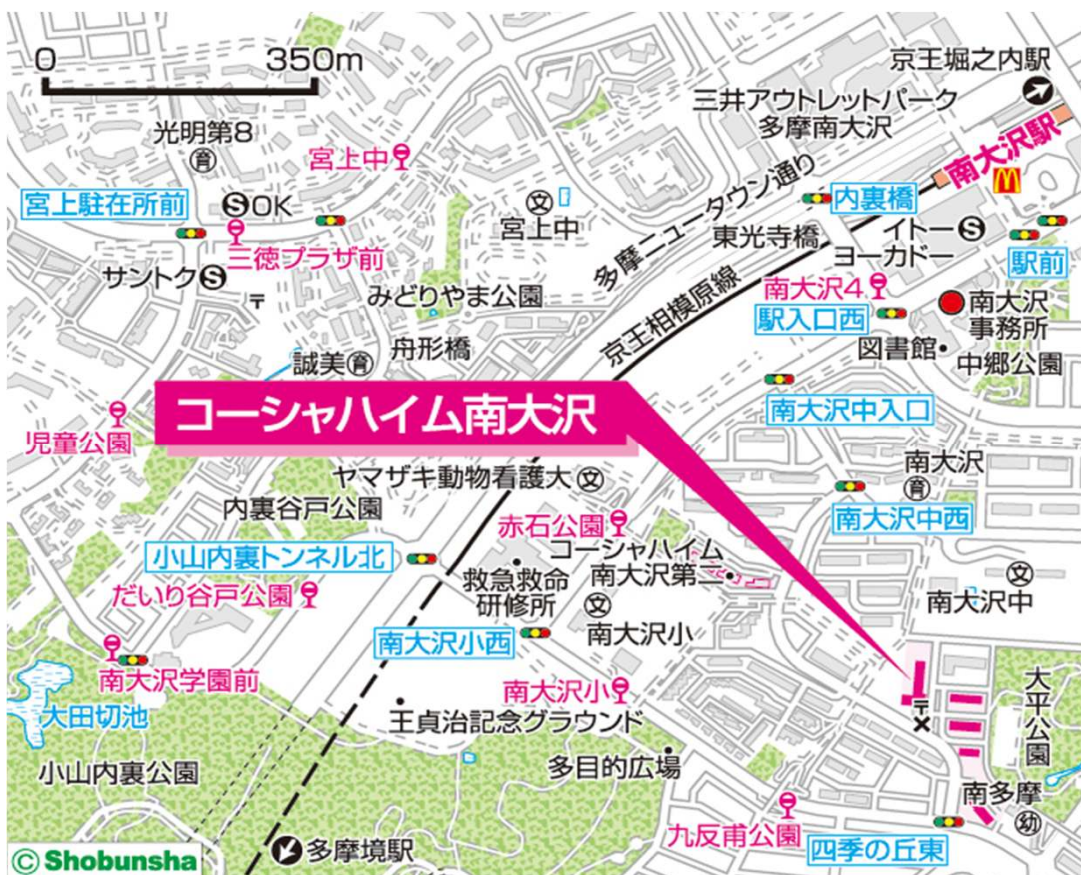 0 350m
京王堀之内駅
三井アウトレットパーク
多摩南大沢
光明第8
育
宮上中
南大沢駅
M
宮上駐在所前
S OK
文
宮上中
多摩ニュータウン通り
内裏橋
三徳プラザ前
東光寺橋
イトー S
ヨーカドー
駅前
サントク S
〒
みどりやま公園
京王相模原線
南大沢4
駅入口西
南大沢
事務所
図書館
中郷公園
舟形橋
誠美 育
南大沢中入口
コーシャハイム南大沢
児童公園
ヤマザキ動物看護大 文
南大沢
育
南大沢中西
内裏谷戸公園
赤石公園
小山内裏トンネル北
コーシャハイム
南大沢第二
救急救命
研修所
文
南大沢小
文
南大沢中
だいり谷戸公園
南大沢小西
南大沢学園前
大田切池
南大沢小
王貞治記念グラウンド
〒
大平公園
小山内裏公園
多目的広場
九反甫公園
南多摩
幼
四季の丘東
多摩境駅
© Shobunsha